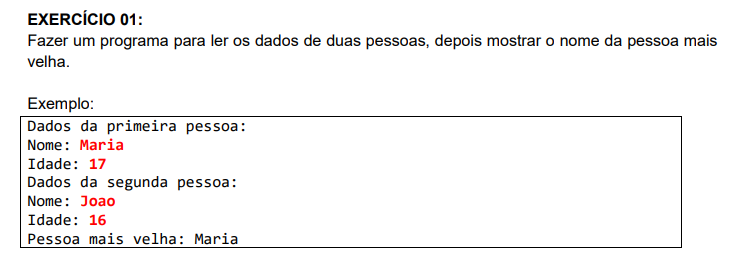 EXERCÍCIO 01:
Fazer um programa para ler os dados de duas pessoas, depois mostrar o nome da pessoa mais
velha.
Exemplo:
Dados da primeira pessoa:
Nome: Maria
Idade: 17
Dados da segunda pessoa:
Nome: Joao
Idade: 16
Pessoa mais velha: Maria